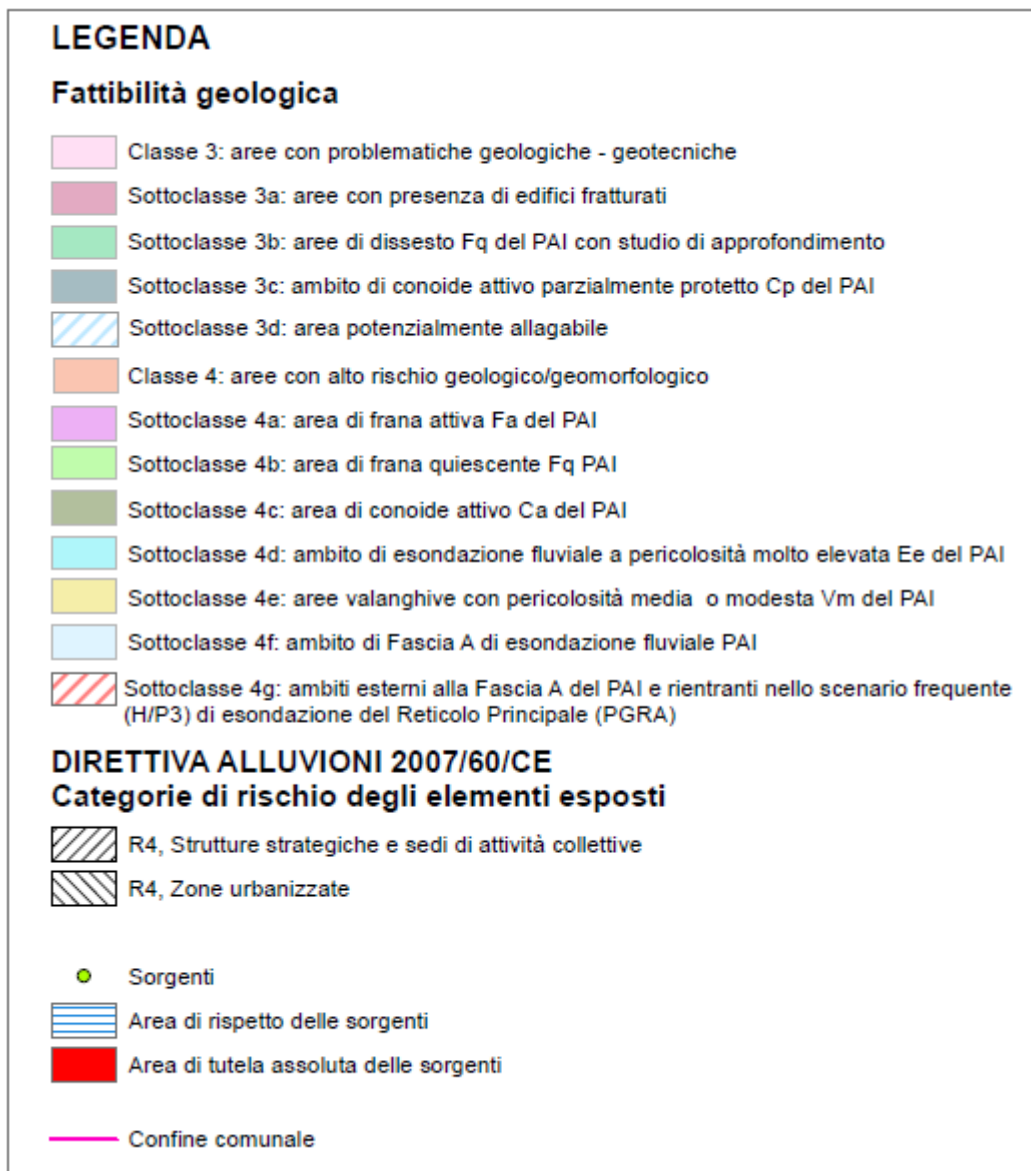 LEGENDA
Fattibilità geologica
Classe 3: aree con problematiche geologiche - geotecniche
Sottoclasse 3a: aree con presenza di edifici fratturati
Sottoclasse 3b: aree di dissesto Fq del PAI con studio di approfondimento
Sottoclasse 3c: ambito di conoide attivo parzialmente protetto Cp del PAI
Sottoclasse 3d: area potenzialmente allagabile
Classe 4: aree con alto rischio geologico/geomorfologico
Sottoclasse 4a: area di frana attiva Fa del PAI
Sottoclasse 4b: area di frana quiescente Fq PAI
Sottoclasse 4c: area di conoide attivo Ca del PAI
Sottoclasse 4d: ambito di esondazione fluviale a pericolosità molto elevata Ee del PAI
Sottoclasse 4e: aree valanghive con pericolosità media o modesta Vm del PAI
Sottoclasse 4f: ambito di Fascia A di esondazione fluviale PAI
Sottoclasse 4g: ambiti esterni alla Fascia A del PAI e rientranti nello scenario frequente
(H/P3) di esondazione del Reticolo Principale (PGRA)
DIRETTIVA ALLUVIONI 2007/60/CE
Categorie di rischio degli elementi esposti
R4, Strutture strategiche e sedi di attività collettive
R4, Zone urbanizzate
Sorgenti
Area di rispetto delle sorgenti
Area di tutela assoluta delle sorgenti
Confine comunale